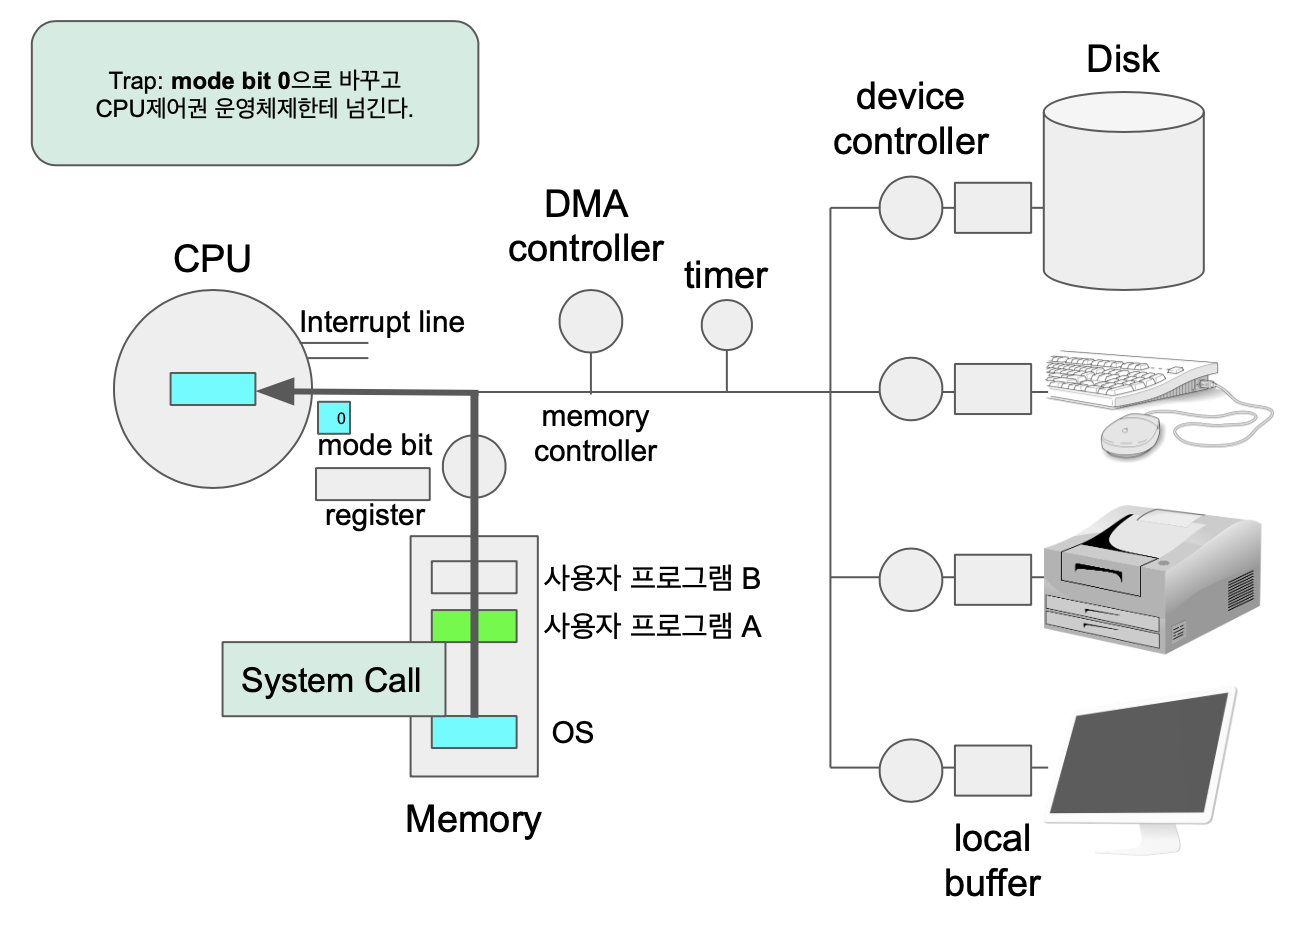 Trap: mode bit 0으로 바꾸고
CPU제어권 운영체제한테 넘긴다.
Disk
device
controller
DMA
controller
timer
CPU
Interrupt line
0
mode bit
register
memory
controller
사용자 프로그램 B
사용자 프로그램 A
System Call
OS
Memory
local
buffer